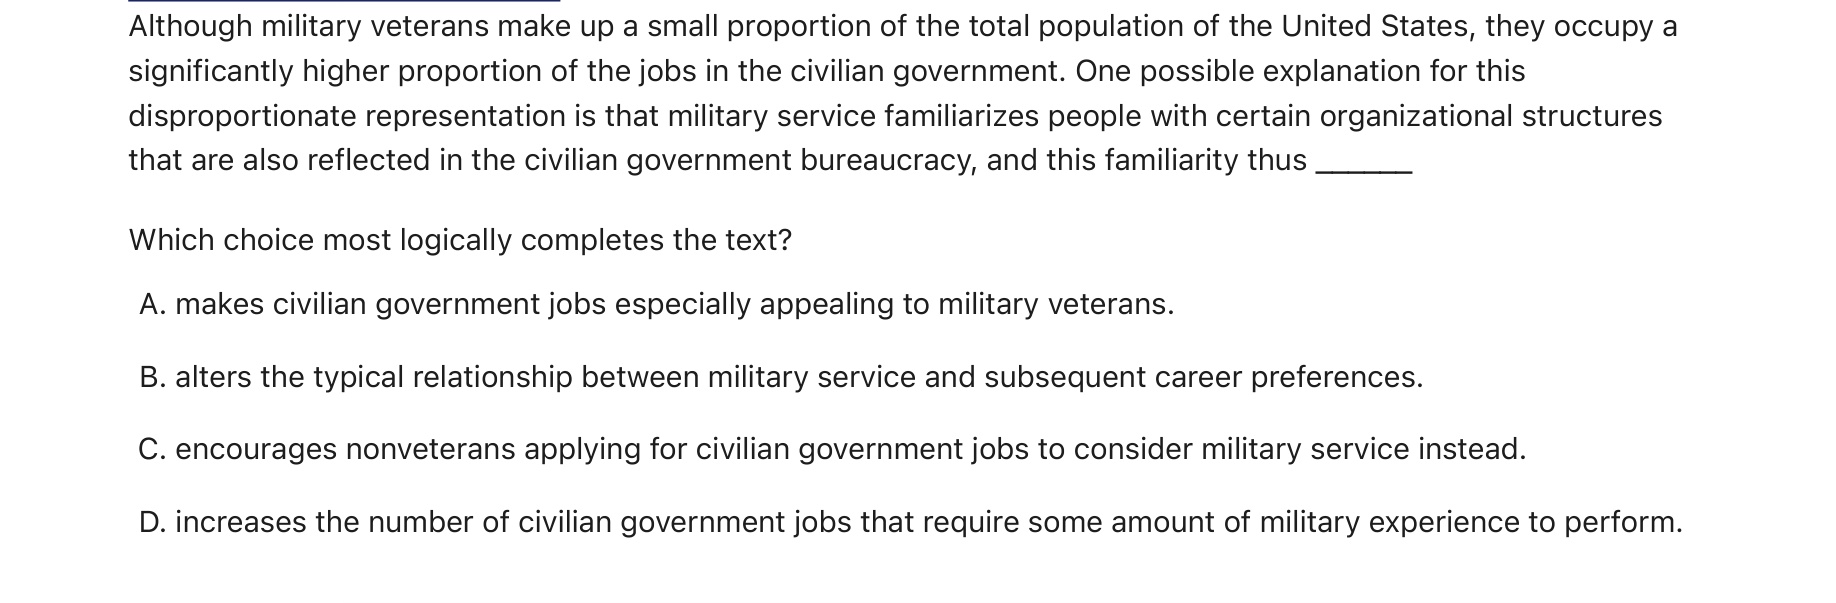 Although military veterans make up a small proportion of the total population of the United States, they occupy a
significantly higher proportion of the jobs in the civilian government. One possible explanation for this
disproportionate representation is that military service familiarizes people with certain organizational structures
that are also reflected in the civilian government bureaucracy, and this familiarity thus ______
Which choice most logically completes the text?
A. makes civilian government jobs especially appealing to military veterans.
B. alters the typical relationship between military service and subsequent career preferences.
C. encourages nonveterans applying for civilian government jobs to consider military service instead.
D. increases the number of civilian government jobs that require some amount of military experience to perform.